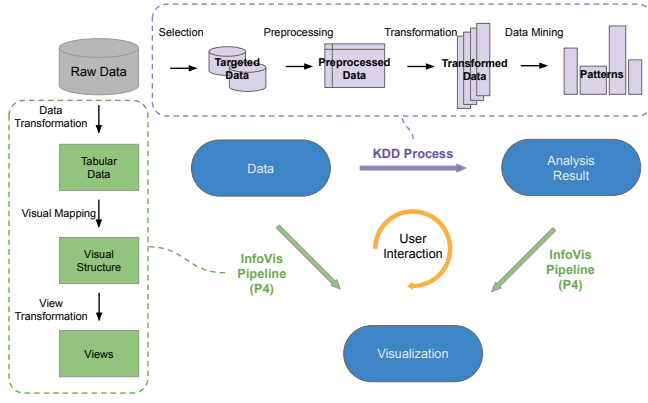 Selection
Preprocessing
Transformation
Data Mining
Raw Data
Targeted
Data
Preprocessed
Data
Transformed
Data
Patterns
Data
Transformation
Tabular
Data
Visual Mapping
Visual
Structure
View
Transformation
Views
Data
KDD Process
Analysis
Result
InfoVis
Pipeline
(P4)
User
Interaction
InfoVis
Pipeline
(P4)
Visualization